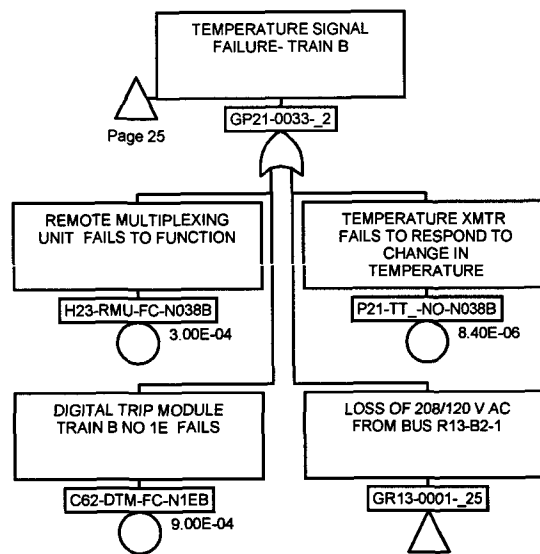 TEMPERATURE SIGNAL
FAILURE- TRAIN B
Page 25
GP21-0033-_2
REMOTE MULTIPLEXING
UNIT FAILS TO FUNCTION
H23-RMU-FC-N038B
3.00E-04
TEMPERATURE XMTR
FAILS TO RESPOND TO
CHANGE IN
TEMPERATURE
P21-TT_-NO-N038B
8.40E-06
DIGITAL TRIP MODULE
TRAIN B NO 1E FAILS
C62-DTM-FC-N1EB
9.00E-04
LOSS OF 208/120 V AC
FROM BUS R13-B2-1
GR13-0001-_25